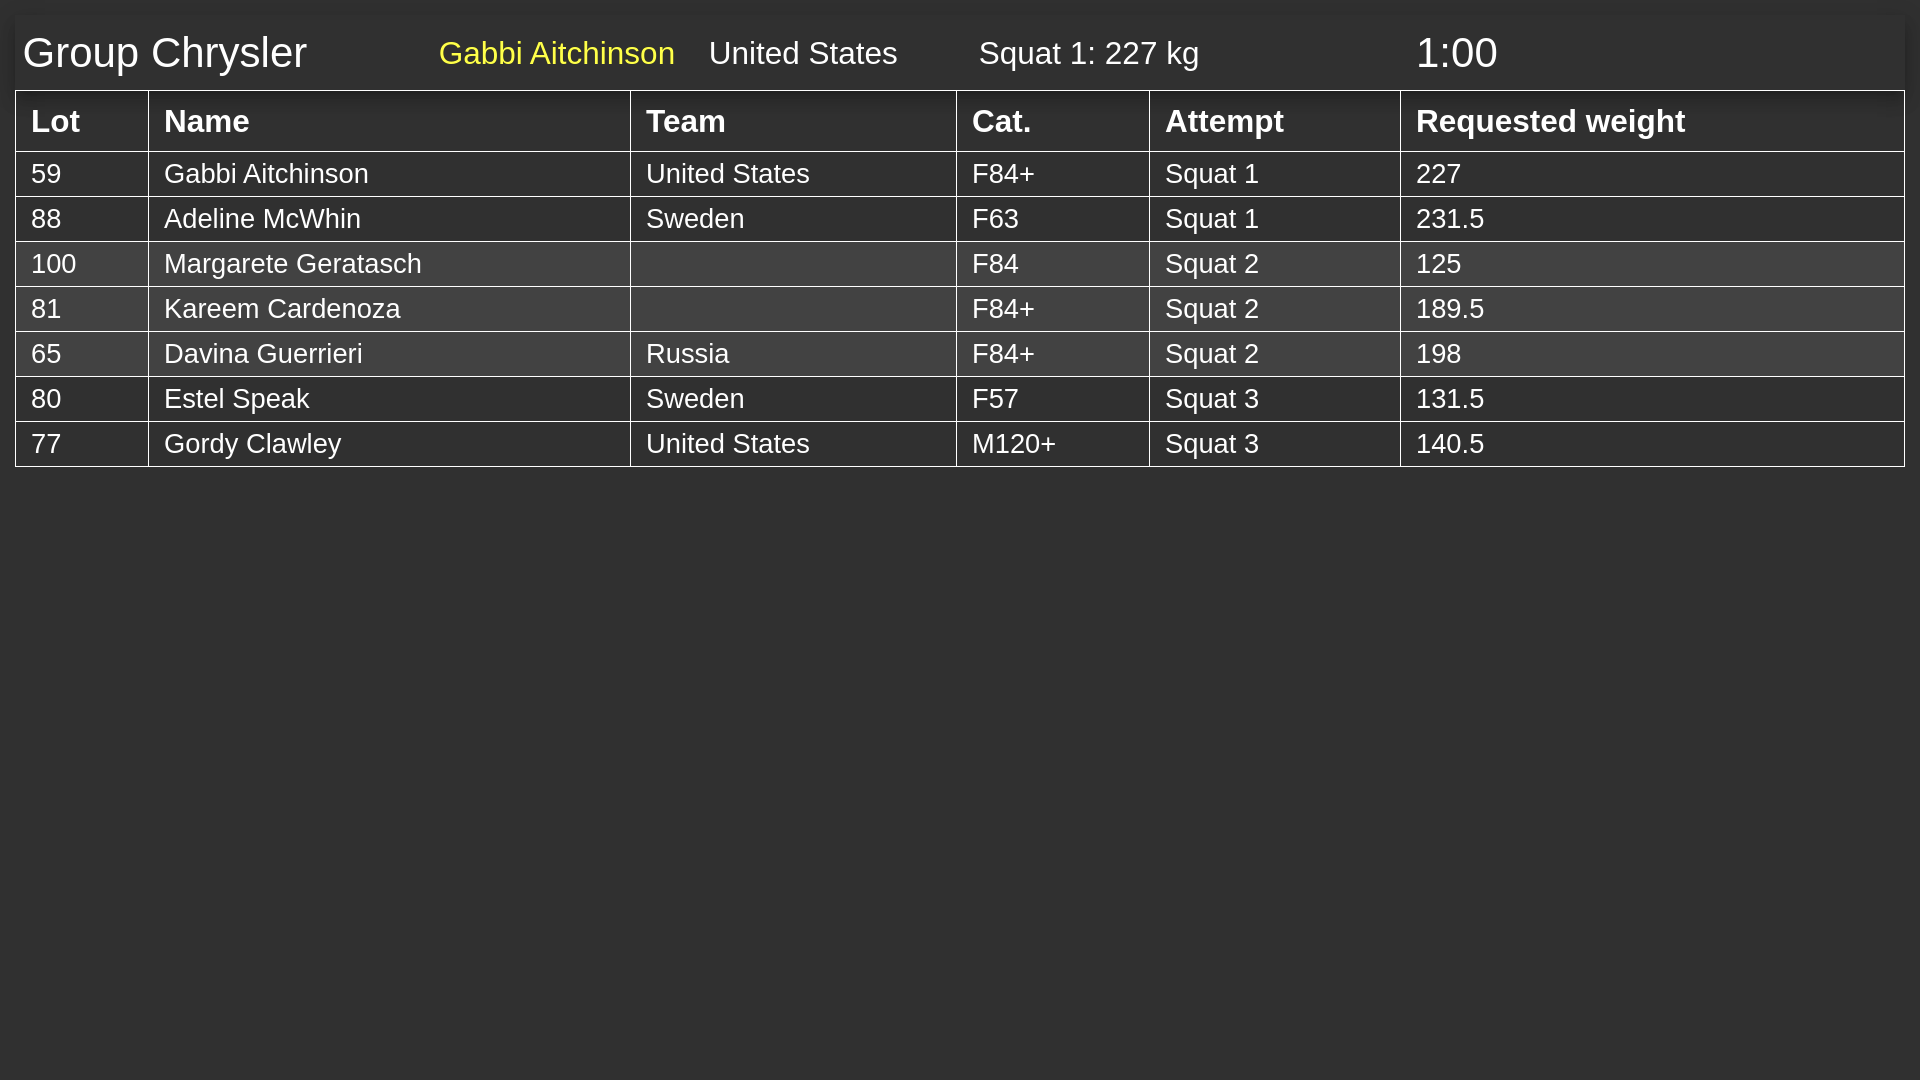 Group Chrysler Gabbi Aitchinson United States Squat 1: 227 kg 1:00
Lot Name Team Cat. Attempt Requested weight
59 Gabbi Aitchinson United States F84+ Squat 1 227
88 Adeline McWhin Sweden F63 Squat 1 231.5
100 Margarete Geratasch F84 Squat 2 125
81 Kareem Cardenoza F84+ Squat 2 189.5
65 Davina Guerrieri Russia F84+ Squat 2 198
80 Estel Speak Sweden F57 Squat 3 131.5
77 Gordy Clawley United States M120+ Squat 3 140.5